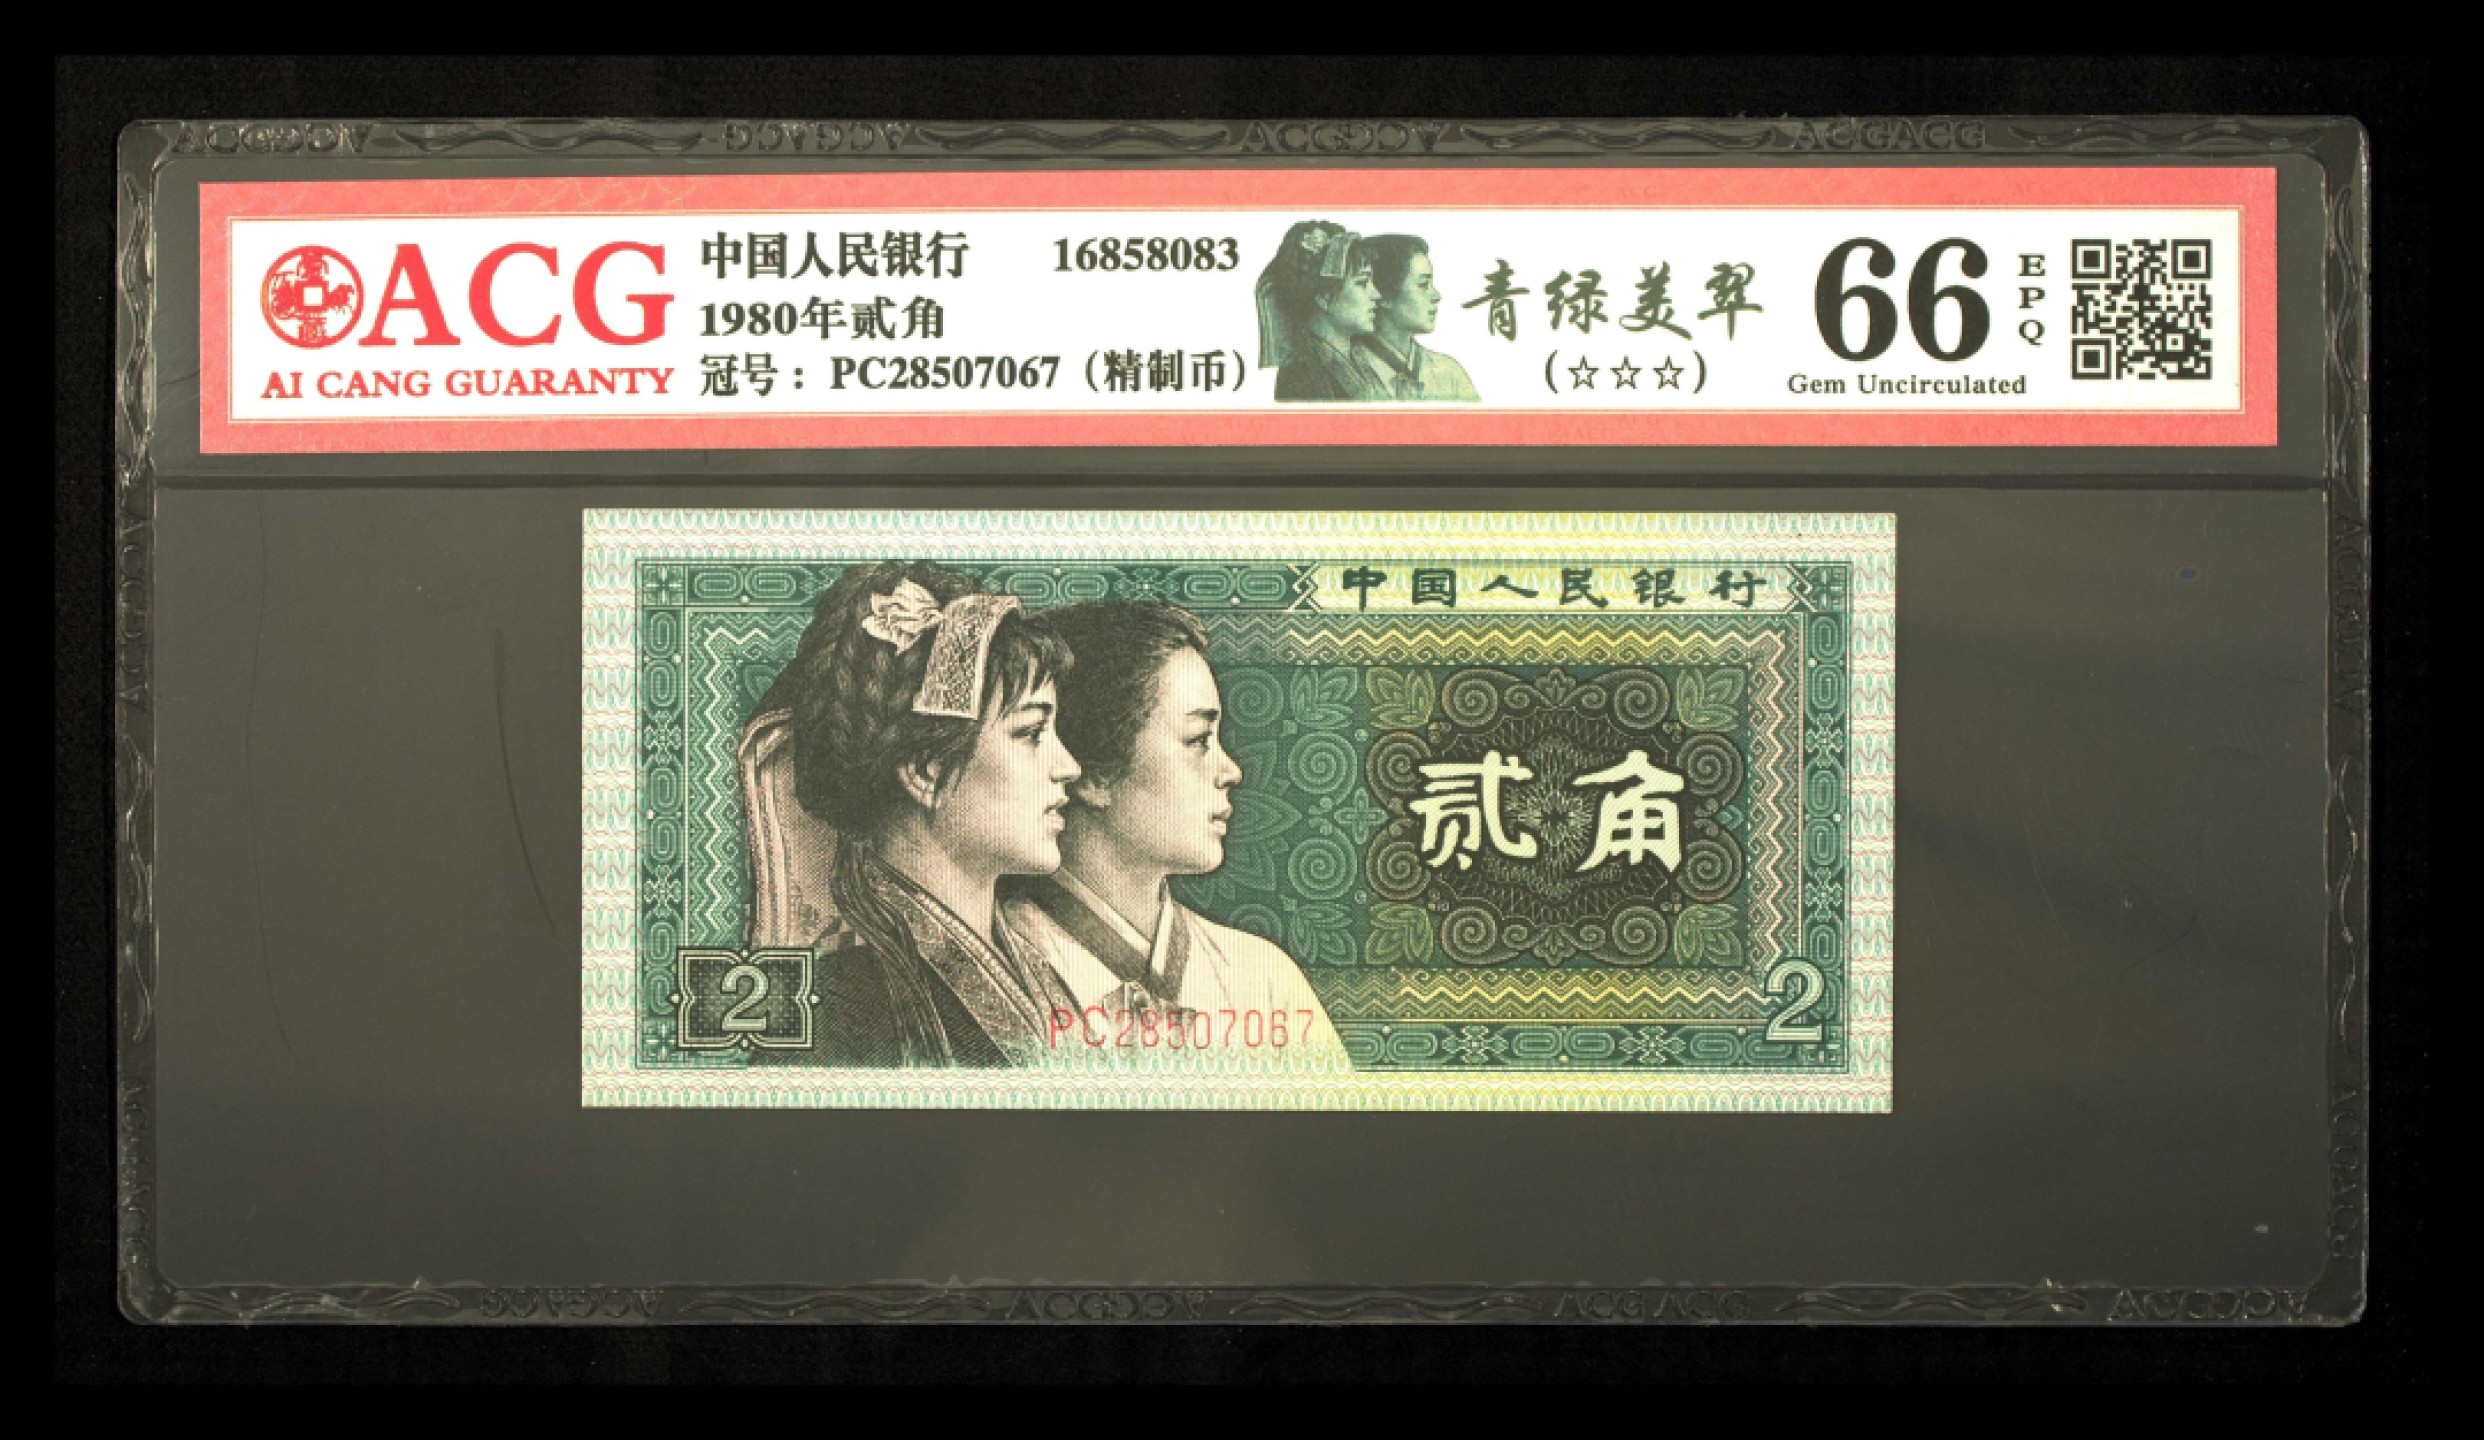 ACG
AI CANG GUARANTY
中国人民银行 16858083
1980年贰角
冠号：PC28507067（精制币）
青绿美翠
(☆☆☆)
66
EPQ
Gem Uncirculated
中国人民银行
贰角
2
PC28507067
2